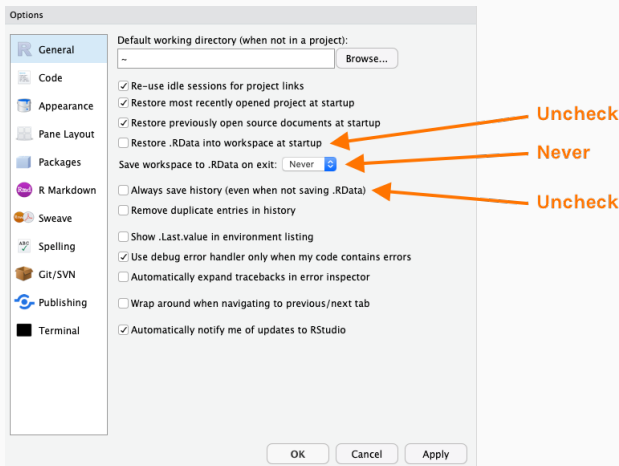 Options
General
Code
Appearance
Pane Layout
Packages
R Markdown
Sweave
Spelling
Git/SVN
Publishing
Terminal
Default working directory (when not in a project):
~
Browse...
Re-use idle sessions for project links
Restore most recently opened project at startup
Restore previously open source documents at startup
Restore .RData into workspace at startup
Save workspace to .RData on exit: Never
Always save history (even when not saving .RData)
Remove duplicate entries in history
Show .Last.value in environment listing
Use debug error handler only when my code contains errors
Automatically expand tracebacks in error inspector
Wrap around when navigating to previous/next tab
Automatically notify me of updates to RStudio
Uncheck
Never
Uncheck
OK Cancel Apply